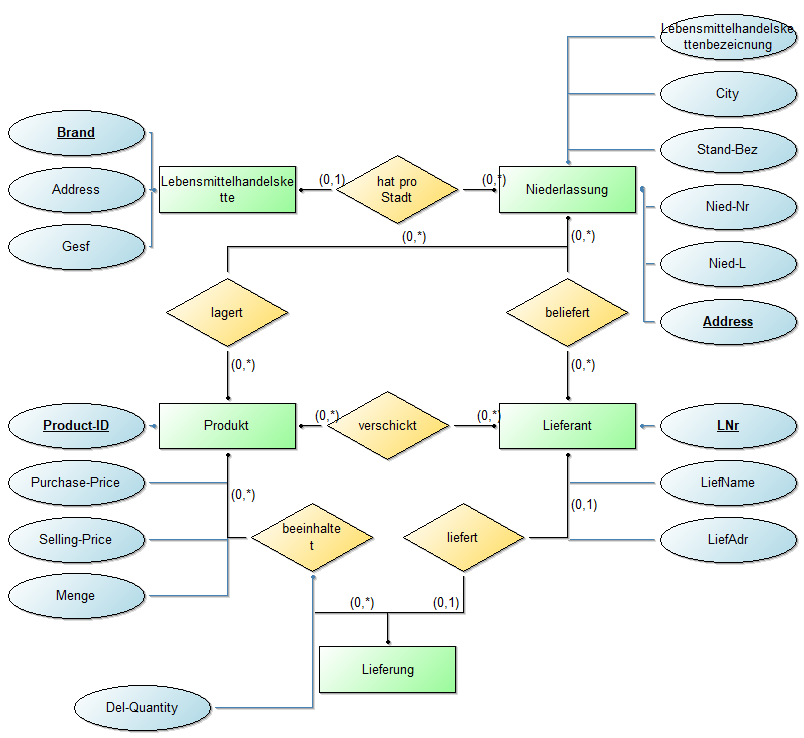 Lebensmittelhandelske
ttenbezeicnung
City
Brand
Stand-Bez
Lebensmittelhandelske
tte
(0,1)
hat pro
Stadt
(0,*)
Niederlassung
Address
Nied-Nr
Gesf
(0,*)
(0,*)
Nied-L
lagert
beliefert
Address
(0,*)
(0,*)
Product-ID
Produkt
(0,*)
verschickt
(0,*)
Lieferant
LNr
Purchase-Price
(0,*)
(0,1)
LiefName
Selling-Price
beeinhalte
t
liefert
LiefAdr
Menge
(0,*)
(0,1)
Lieferung
Del-Quantity